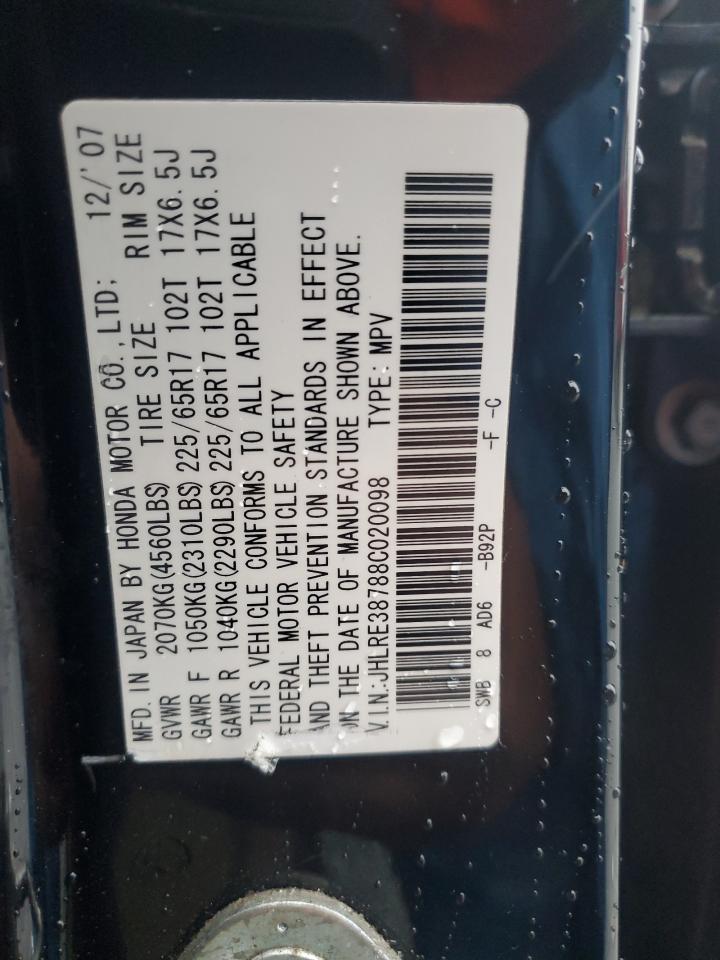 MFD. IN JAPAN BY HONDA MOTOR CO.,LTD; 12/'07
GVWR 2070KG(4560LBS) TIRE SIZE RIM SIZE
GAWR F 1050KG(2310LBS) 225/65R17 102T 17X6.5J
GAWR R 1040KG(2290LBS) 225/65R17 102T 17X6.5J
THIS VEHICLE CONFORMS TO ALL APPLICABLE
FEDERAL MOTOR VEHICLE SAFETY
AND THEFT PREVENTION STANDARDS IN EFFECT
ON THE DATE OF MANUFACTURE SHOWN ABOVE.
V.I.N.:JHLRE38788C020098 TYPE: MPV
SWB 8 AD6 -B92P -F -C